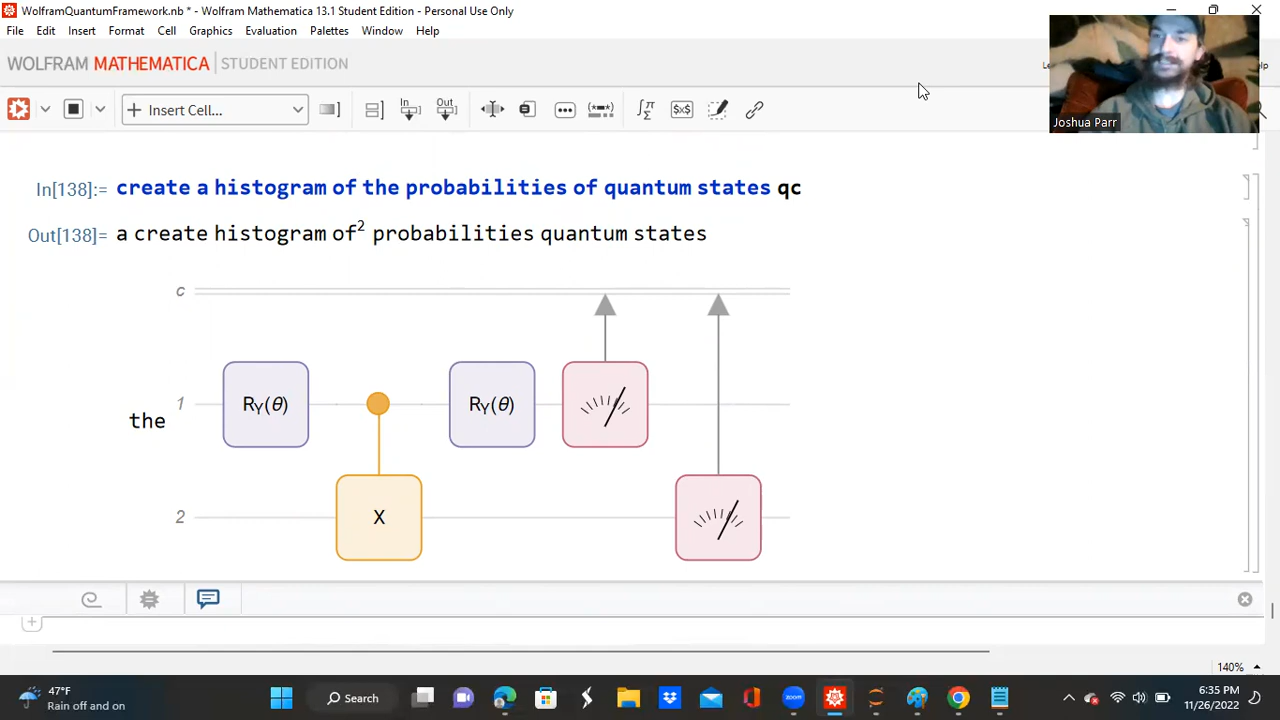 WolframQuantumFramework.nb * - Wolfram Mathematica 13.1 Student Edition - Personal Use Only
File Edit Insert Format Cell Graphics Evaluation Palettes Window Help
WOLFRAM MATHEMATICA STUDENT EDITION
Joshua Parr
+ Insert Cell... In Out $x$
In[138]:= create a histogram of the probabilities of quantum states qc
Out[138]= a create histogram of² probabilities quantum states
c
the 1 RY(θ) RY(θ)
2 X
140%
47°F
Rain off and on
Search
6:35 PM
11/26/2022